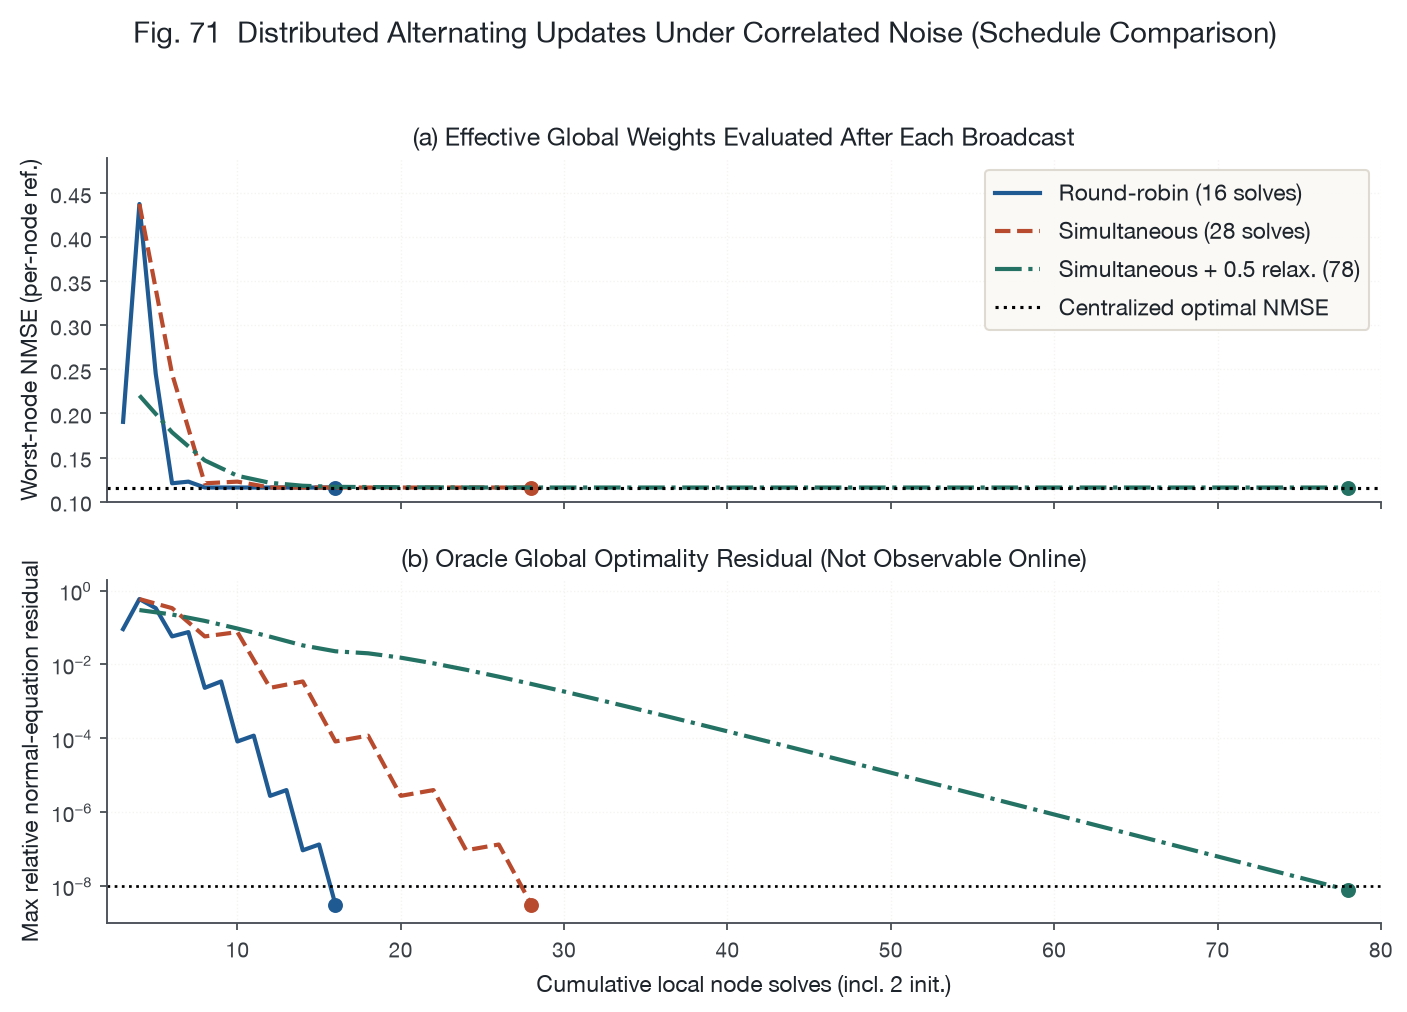 Fig. 71  Distributed Alternating Updates Under Correlated Noise (Schedule Comparison)
(a) Effective Global Weights Evaluated After Each Broadcast
Worst-node NMSE (per-node ref.)
0.45
0.40
0.35
0.30
0.25
0.20
0.15
0.10
Round-robin (16 solves)
Simultaneous (28 solves)
Simultaneous + 0.5 relax. (78)
Centralized optimal NMSE
(b) Oracle Global Optimality Residual (Not Observable Online)
Max relative normal-equation residual
10⁰
10⁻²
10⁻⁴
10⁻⁶
10⁻⁸
10 20 30 40 50 60 70 80
Cumulative local node solves (incl. 2 init.)